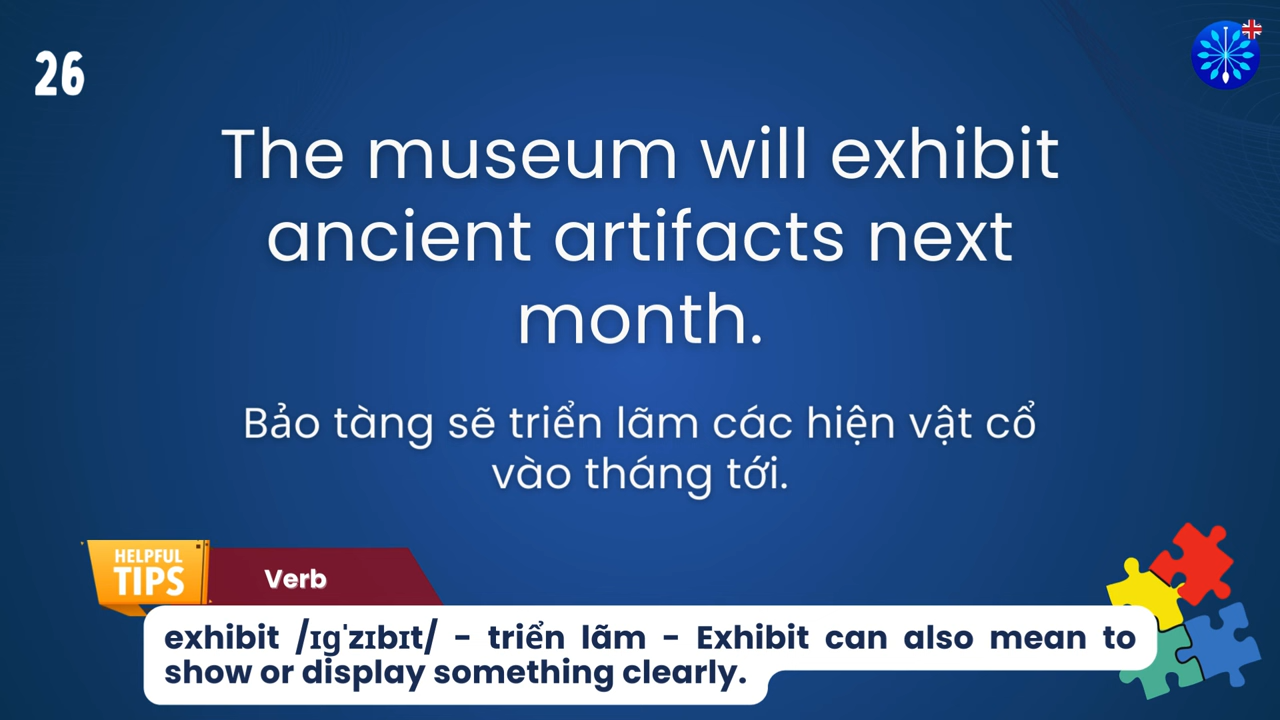 26
The museum will exhibit
ancient artifacts next
month.
Bảo tàng sẽ triển lãm các hiện vật cổ
vào tháng tới.
HELPFUL
TIPS
Verb
exhibit /ɪɡˈzɪbɪt/ - triển lãm - Exhibit can also mean to
show or display something clearly.